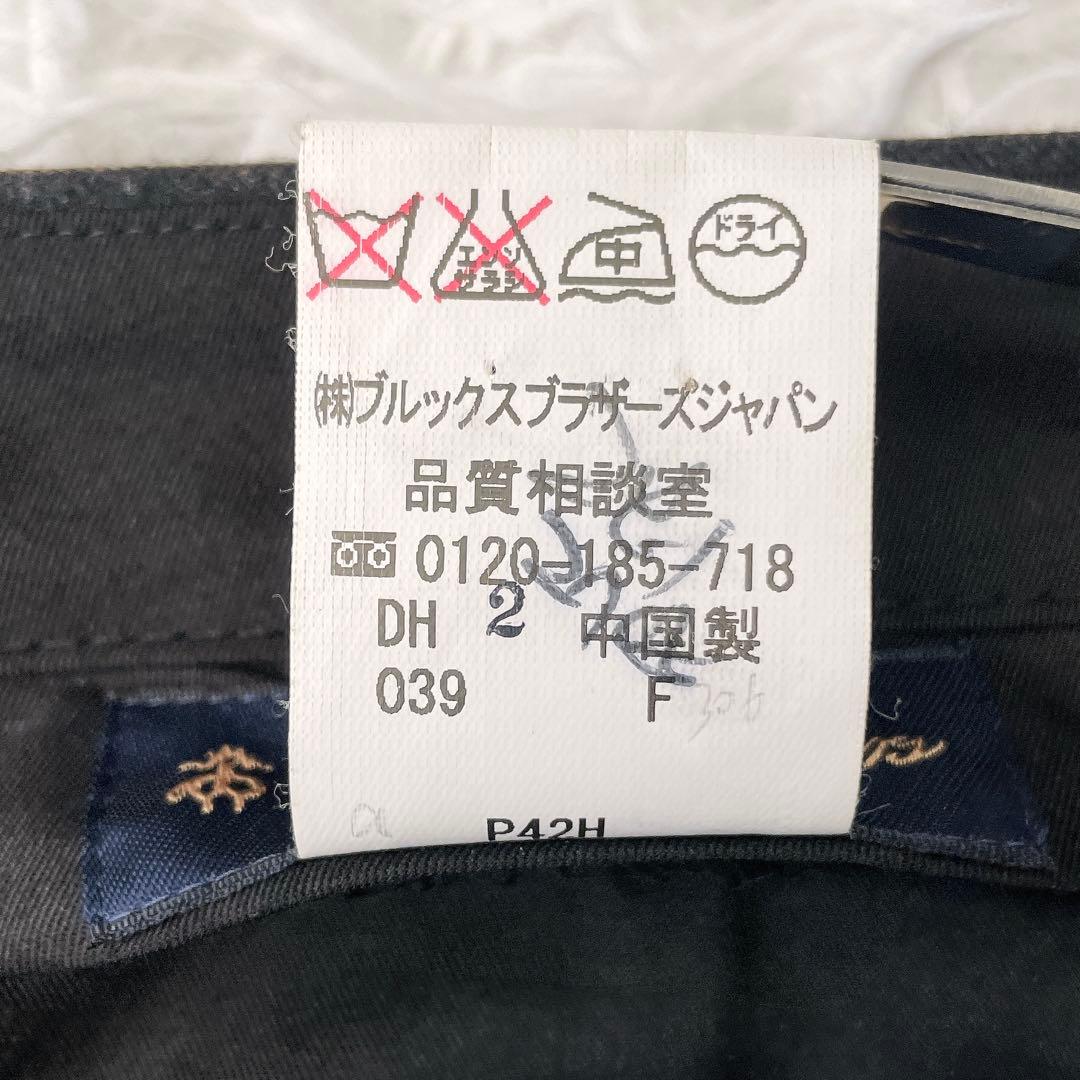 エンソ サラシ 中 ドライ
㈱ブルックスブラザーズジャパン
品質相談室
0120-185-718
DH 2 中国製
039 F 306
P42H